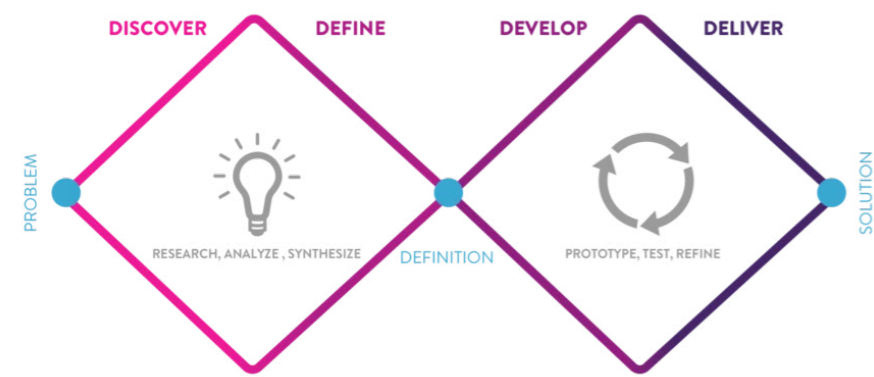 DISCOVER
DEFINE
DEVELOP
DELIVER
PROBLEM
RESEARCH, ANALYZE , SYNTHESIZE
DEFINITION
PROTOTYPE, TEST, REFINE
SOLUTION